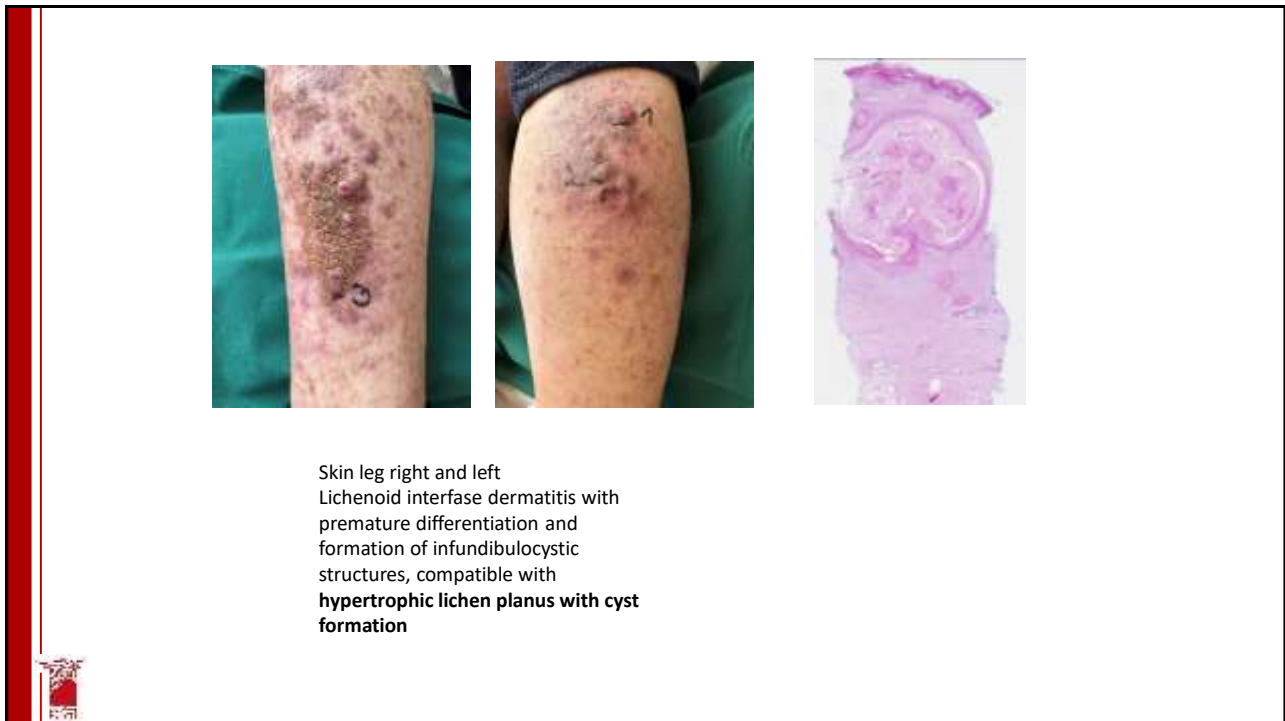 Skin leg right and left
Lichenoid interfase dermatitis with
premature differentiation and
formation of infundibulocystic
structures, compatible with
hypertrophic lichen planus with cyst
formation